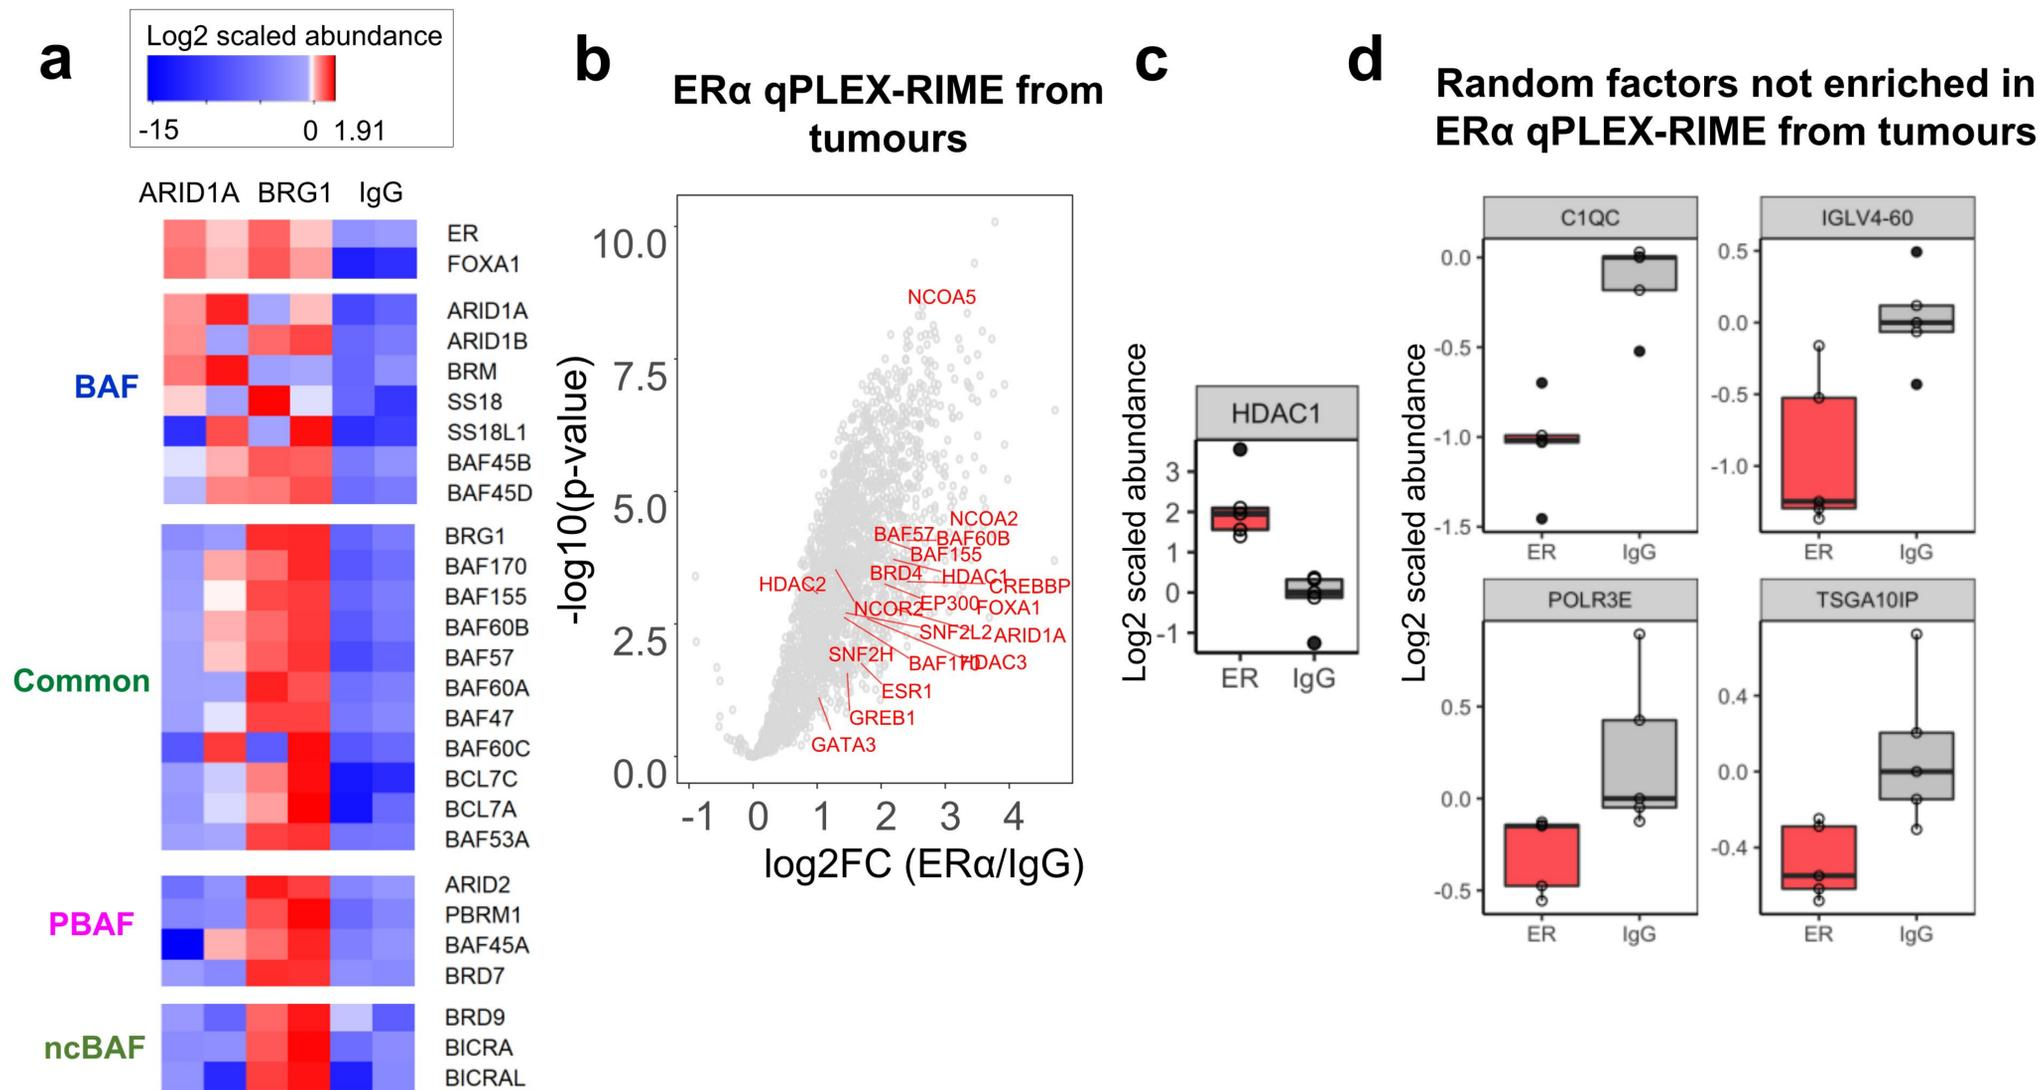 a
Log2 scaled abundance
-15 0 1.91
ARID1A BRG1 IgG
ER
FOXA1
BAF
ARID1A
ARID1B
BRM
SS18
SS18L1
BAF45B
BAF45D
Common
BRG1
BAF170
BAF155
BAF60B
BAF57
BAF60A
BAF47
BAF60C
BCL7C
BCL7A
BAF53A
PBAF
ARID2
PBRM1
BAF45A
BRD7
ncBAF
BRD9
BICRA
BICRAL
b
ERα qPLEX-RIME from
tumours
-log10(p-value)
10.0
7.5
5.0
2.5
0.0
NCOA5
NCOA2
BAF57 BAF60B
BAF155
BRD4 HDAC1
HDAC2 CREBBP
NCOR2 EP300 FOXA1
SNF2L2 ARID1A
SNF2H BAF170 HDAC3
ESR1
GREB1
GATA3
-1 0 1 2 3 4
log2FC (ERα/IgG)
c
Log2 scaled abundance
HDAC1
3
2
1
0
-1
ER IgG
d
Random factors not enriched in
ERα qPLEX-RIME from tumours
Log2 scaled abundance
C1QC
0.0
-0.5
-1.0
-1.5
ER IgG
IGLV4-60
0.5
0.0
-0.5
-1.0
ER IgG
POLR3E
0.5
0.0
-0.5
ER IgG
TSGA10IP
0.4
0.0
-0.4
ER IgG